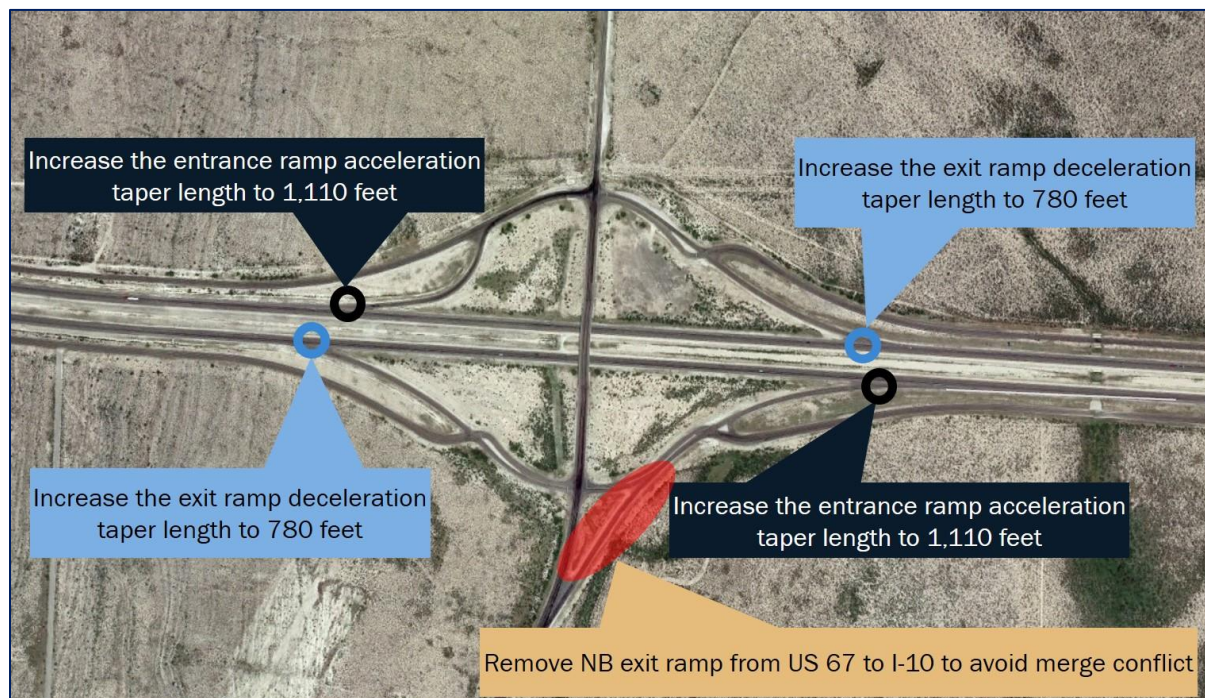 Increase the entrance ramp acceleration
taper length to 1,110 feet
Increase the exit ramp deceleration
taper length to 780 feet
Increase the exit ramp deceleration
taper length to 780 feet
Increase the entrance ramp acceleration
taper length to 1,110 feet
Remove NB exit ramp from US 67 to I-10 to avoid merge conflict